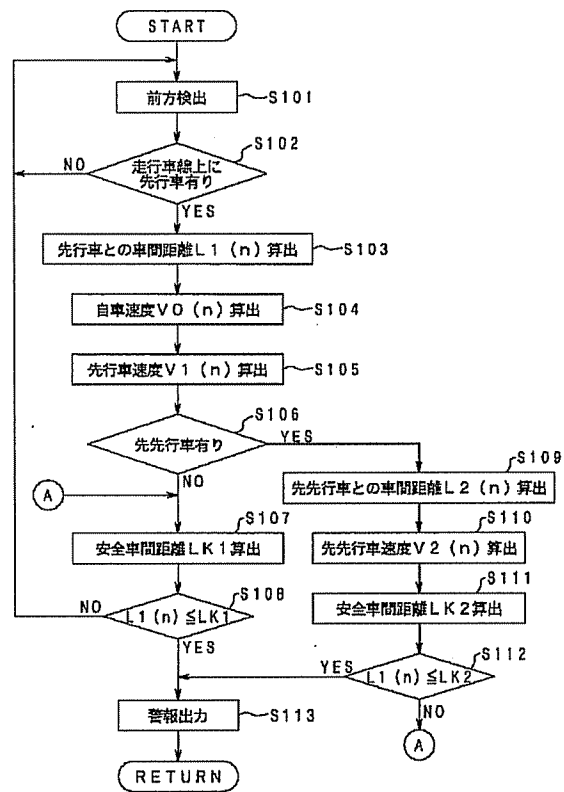 START
前方検出
S101
走行車線上に
先行車有り
S102
NO
YES
先行車との車間距離L1(n)算出
S103
自車速度V0(n)算出
S104
先行車速度V1(n)算出
S105
先先行車有り
S106
YES
NO
A
先先行車との車間距離L2(n)算出
S109
安全車間距離LK1算出
S107
先先行車速度V2(n)算出
S110
安全車間距離LK2算出
S111
L1(n)≦LK1
S108
NO
YES
L1(n)≦LK2
S112
YES
NO
A
警報出力
S113
RETURN